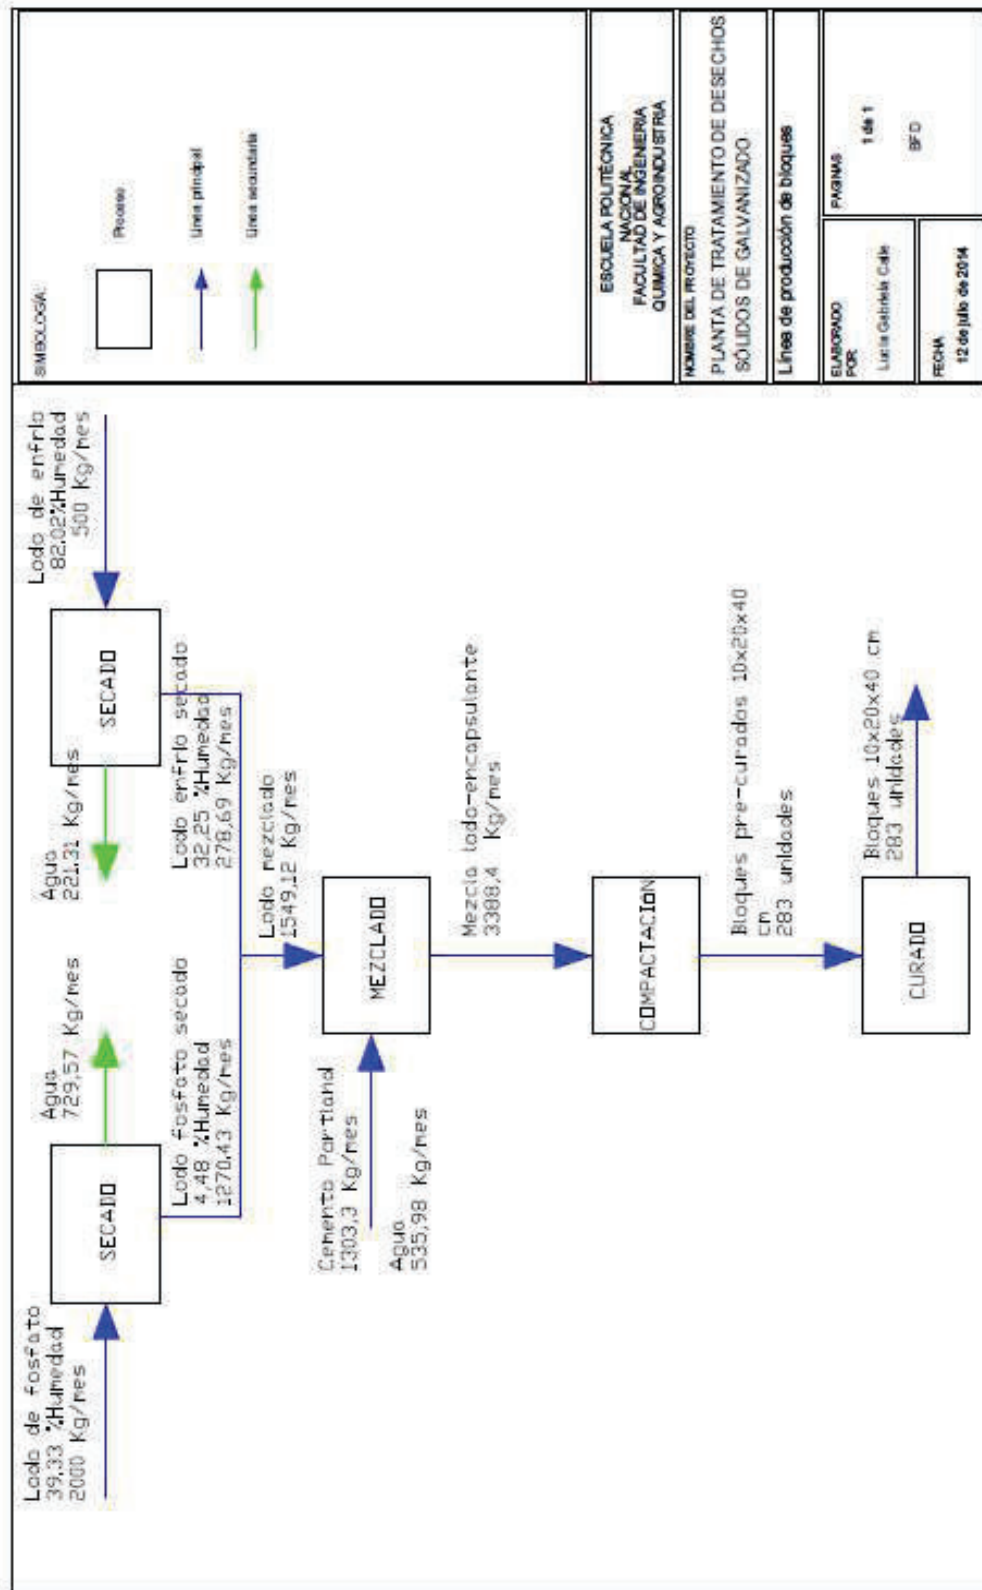 Lodo de fosfato
39.33 %Humedad
2000 Kg/mes
SECADO
Agua
729,57 Kg/mes
Lodo fosfato secado
4,48 %Humedad
1270.43 Kg/mes
Lodo de enfrío
82.02%Humedad
500 Kg/mes
SECADO
Agua
221.31 Kg/mes
Lodo enfrío secado
32,25 %Humedad
278,69 Kg/mes
Lodo mezclado
1549,12 Kg/mes
Cemento Portland
1303,3 Kg/mes
Agua
535,98 Kg/mes
MEZCLADO
Mezcla lodo-encapsulante
3388,4 Kg/mes
COMPACTACIÓN
Bloques pre-curados 10x20x40
cm
283 unidades
CURADO
Bloques 10x20x40 cm
283 unidades
SIMBOLOGÍA:
Proceso
Línea principal
Línea secundaria
ESCUELA POLITÉCNICA
NACIONAL
FACULTAD DE INGENIERIA
QUIMICA Y AGROINDUSTRIA
NOMBRE DEL PROYECTO
PLANTA DE TRATAMIENTO DE DESECHOS
SÓLIDOS DE GALVANIZADO
Línea de producción de bloques
ELABORADO
POR:
Lucía Gabriela Calle
PAGINAS
1 de 1
BFD
FECHA
12 de julio de 2014